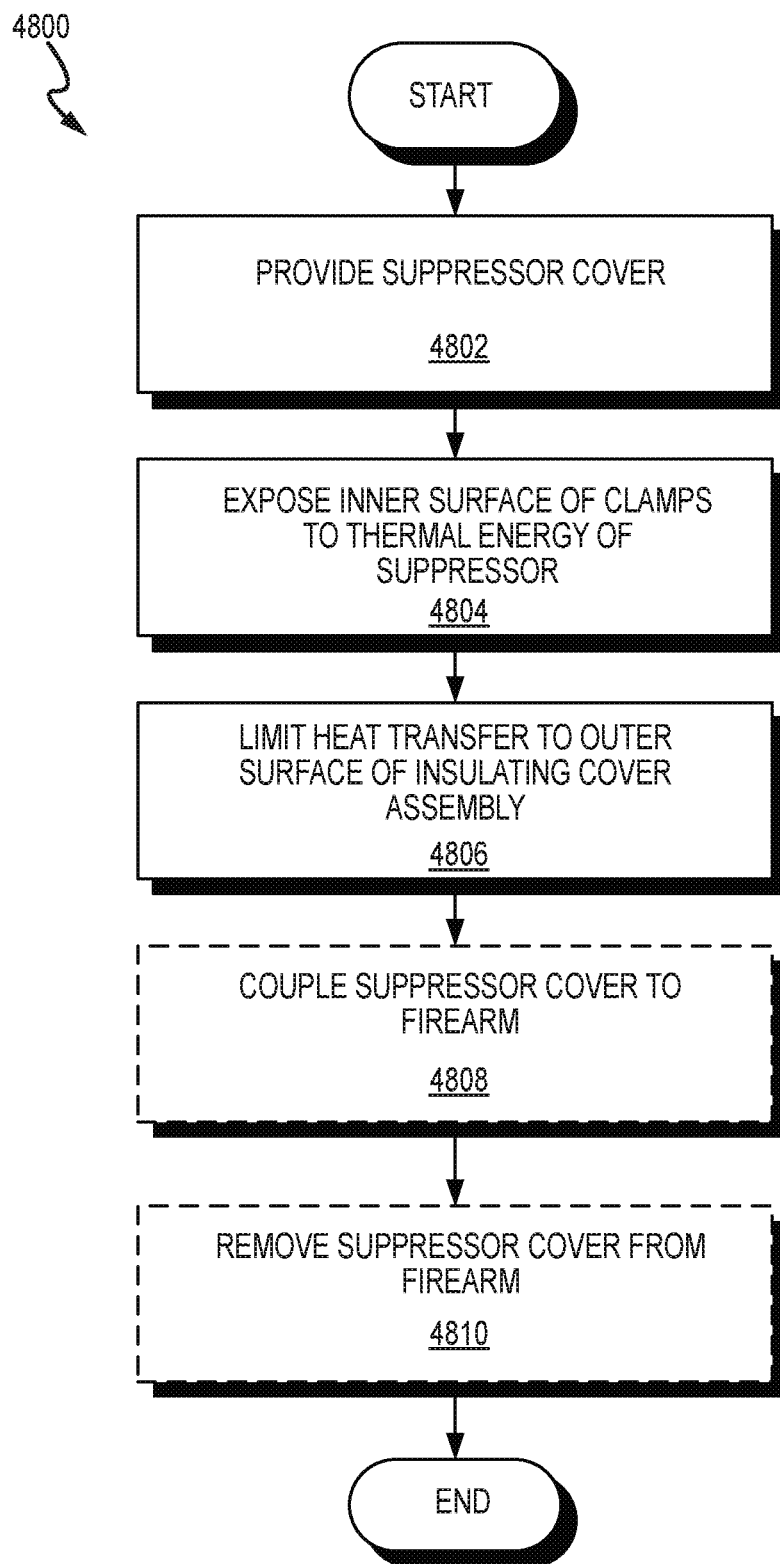 4800
START
PROVIDE SUPPRESSOR COVER
4802
EXPOSE INNER SURFACE OF CLAMPS
TO THERMAL ENERGY OF
SUPPRESSOR
4804
LIMIT HEAT TRANSFER TO OUTER
SURFACE OF INSULATING COVER
ASSEMBLY
4806
COUPLE SUPPRESSOR COVER TO
FIREARM
4808
REMOVE SUPPRESSOR COVER FROM
FIREARM
4810
END